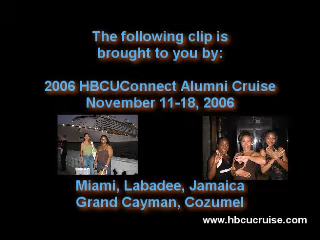 The following clip is
brought to you by:
2006 HBCUConnect Alumni Cruise
November 11-18, 2006
Miami, Labadee, Jamaica
Grand Cayman, Cozumel
www.hbcucruise.com